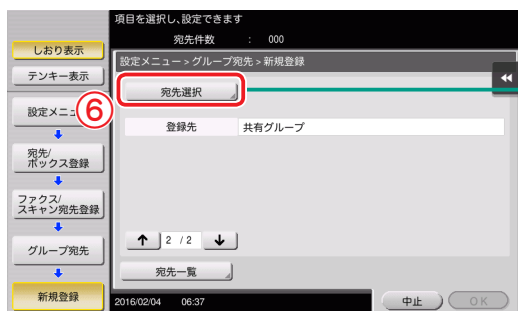 項目を選択し､設定できます
宛先件数 : 000
しおり表示
テンキー表示
設定メニュー > グループ宛先 > 新規登録
宛先選択
⑥
設定メニュ
登録先 共有グループ
宛先/
ボックス登録
ファクス/
スキャン宛先登録
↑ 2 / 2 ↓
グループ宛先
宛先一覧
新規登録
2016/02/04 06:37
中止
OK